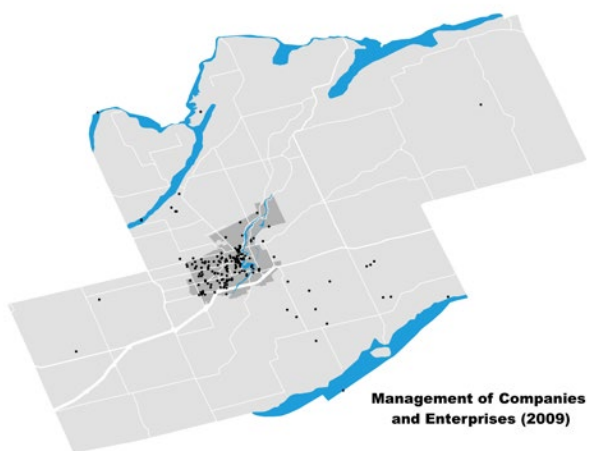 Management of Companies
and Enterprises (2009)